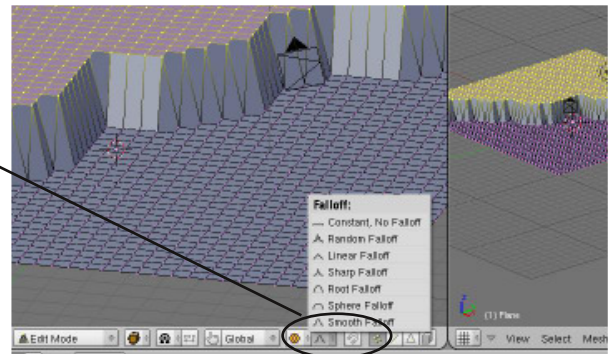 Falloff:
Constant, No Falloff
Random Falloff
Linear Falloff
Sharp Falloff
Root Falloff
Sphere Falloff
Smooth Falloff
z
(1) Plane
Edit Mode
Global
View Select Mesh